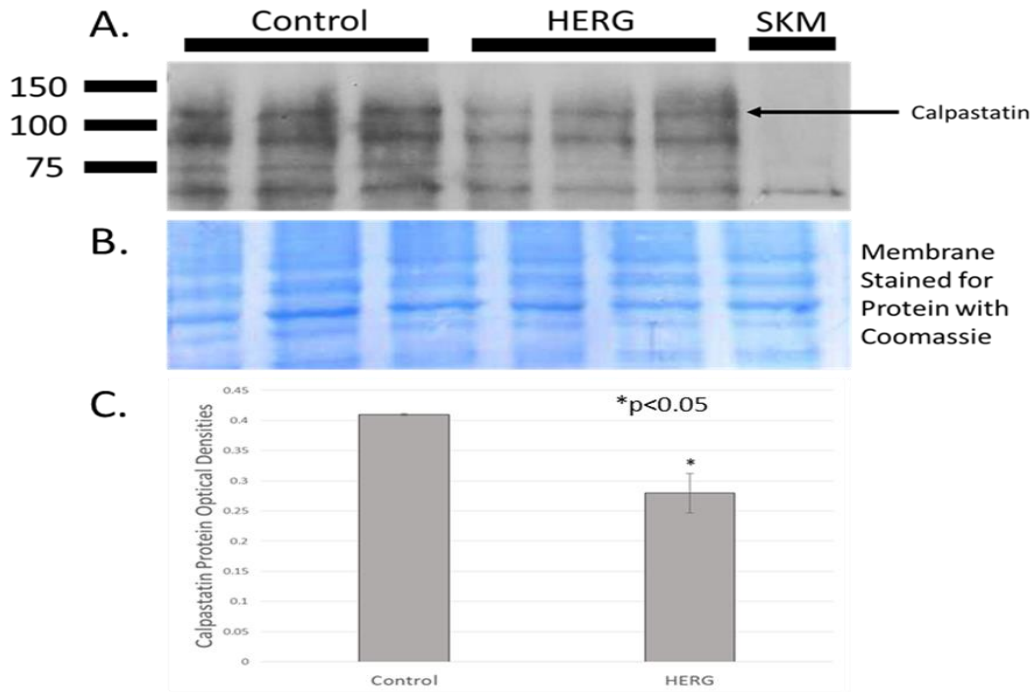 A.
Control HERG SKM
150
100
75
Calpastatin
B.
Membrane
Stained for
Protein with
Coomassie
C.
*p<0.05
*
Calpastatin Protein Optical Densities
0.45
0.4
0.35
0.3
0.25
0.2
0.15
0.1
0.05
0
Control HERG